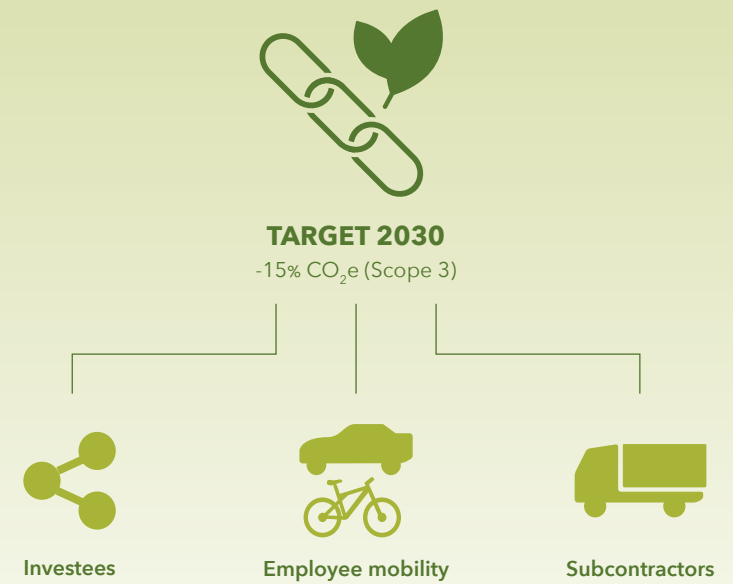 TARGET 2030
-15% CO₂e (Scope 3)
Investees
Employee mobility
Subcontractors